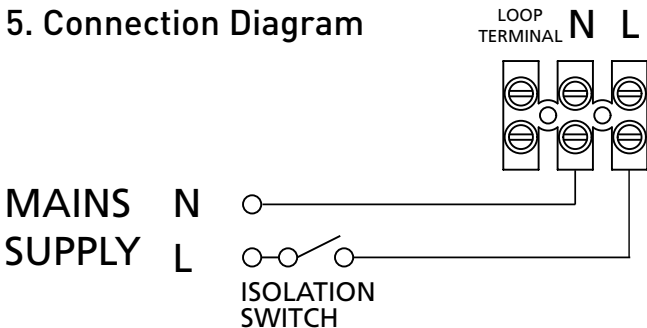 5. Connection Diagram
LOOP
TERMINAL N L
MAINS N
SUPPLY L
ISOLATION
SWITCH